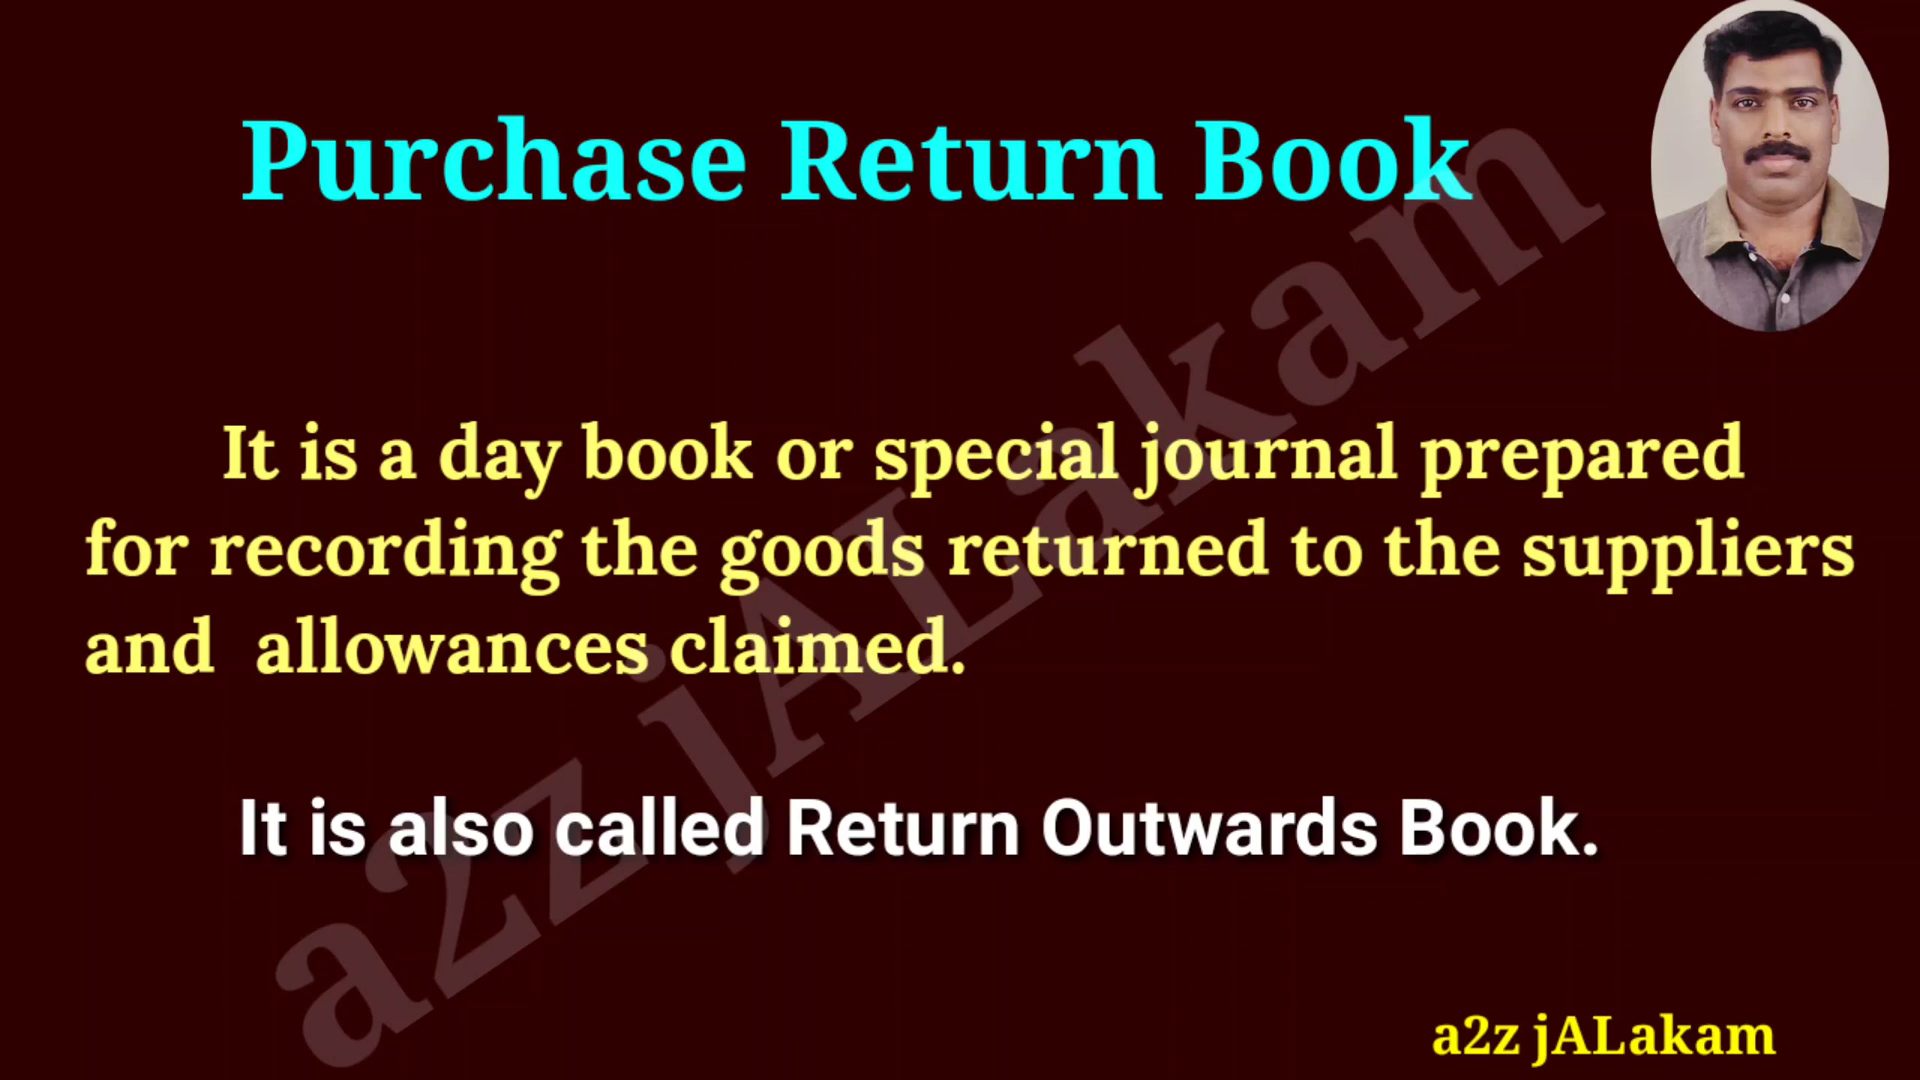 Purchase Return Book
It is a day book or special journal prepared
for recording the goods returned to the suppliers
and allowances claimed.
It is also called Return Outwards Book.
a2z jALakam
a2z jALakam